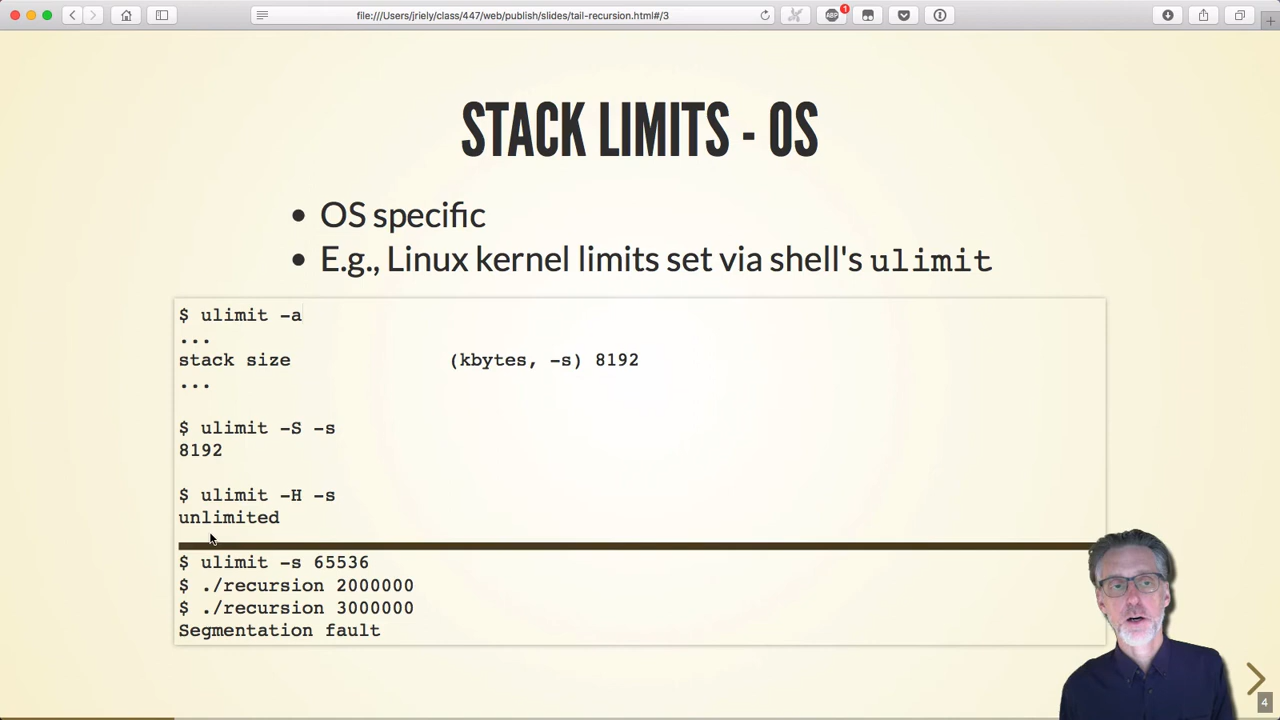 file:///Users/jriely/class/447/web/publish/slides/tail-recursion.html#/3
ABP
1
STACK LIMITS - OS
• OS specific
• E.g., Linux kernel limits set via shell's ulimit
$ ulimit -a
...
stack size (kbytes, -s) 8192
...
$ ulimit -S -s
8192
$ ulimit -H -s
unlimited
$ ulimit -s 65536
$ ./recursion 2000000
$ ./recursion 3000000
Segmentation fault
4